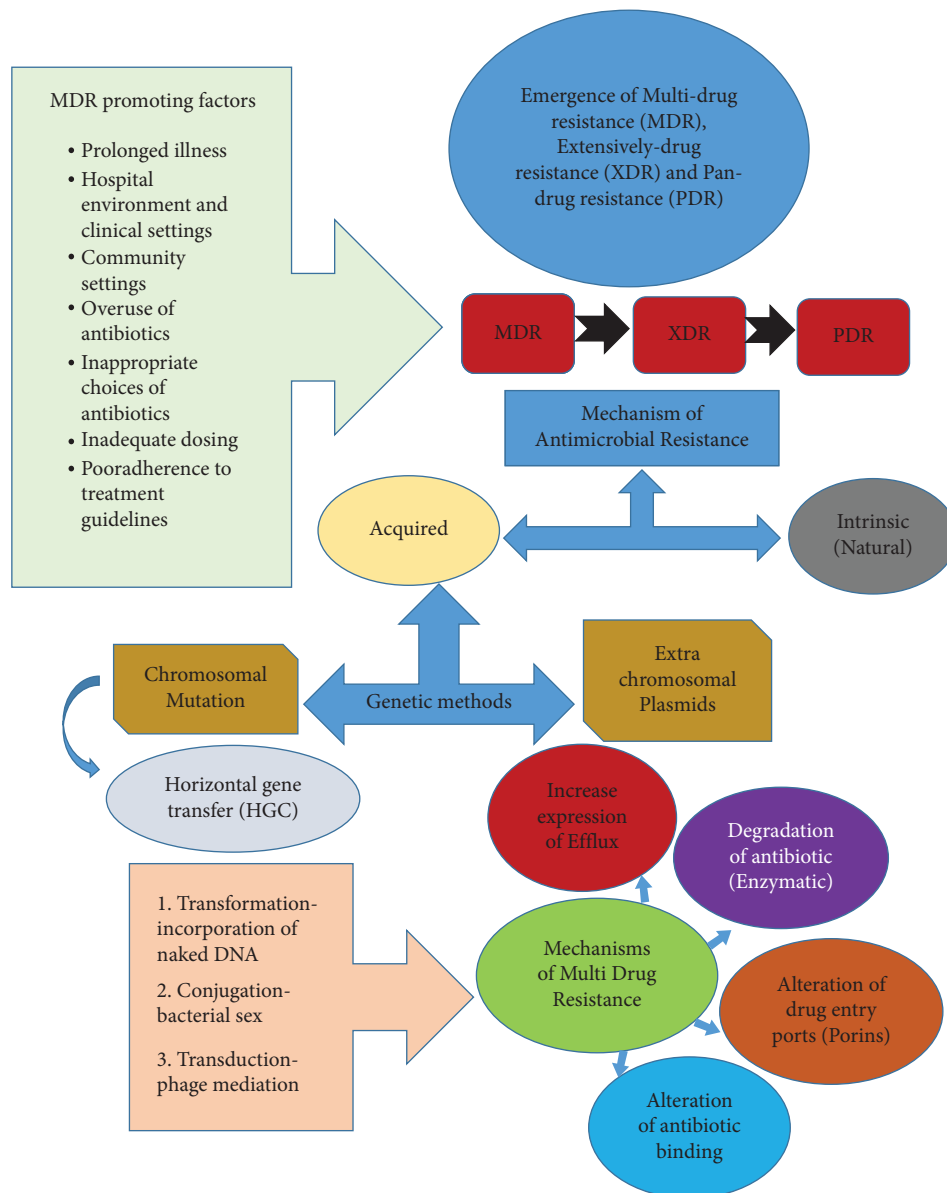 MDR promoting factors
• Prolonged illness
• Hospital
environment and
clinical settings
• Community
settings
• Overuse of
antibiotics
• Inappropriate
choices of
antibiotics
• Inadequate dosing
• Pooradherence to
treatment
guidelines
Emergence of Multi-drug
resistance (MDR),
Extensively-drug
resistance (XDR) and Pan-
drug resistance (PDR)
MDR
XDR
PDR
Mechanism of
Antimicrobial Resistance
Acquired
Intrinsic
(Natural)
Chromosomal
Mutation
Genetic methods
Extra
chromosomal
Plasmids
Horizontal gene
transfer (HGC)
1. Transformation-
incorporation of
naked DNA
2. Conjugation-
bacterial sex
3. Transduction-
phage mediation
Mechanisms
of Multi Drug
Resistance
Increase
expression
of Efflux
Degradation
of antibiotic
(Enzymatic)
Alteration of
drug entry
ports (Porins)
Alteration
of antibiotic
binding